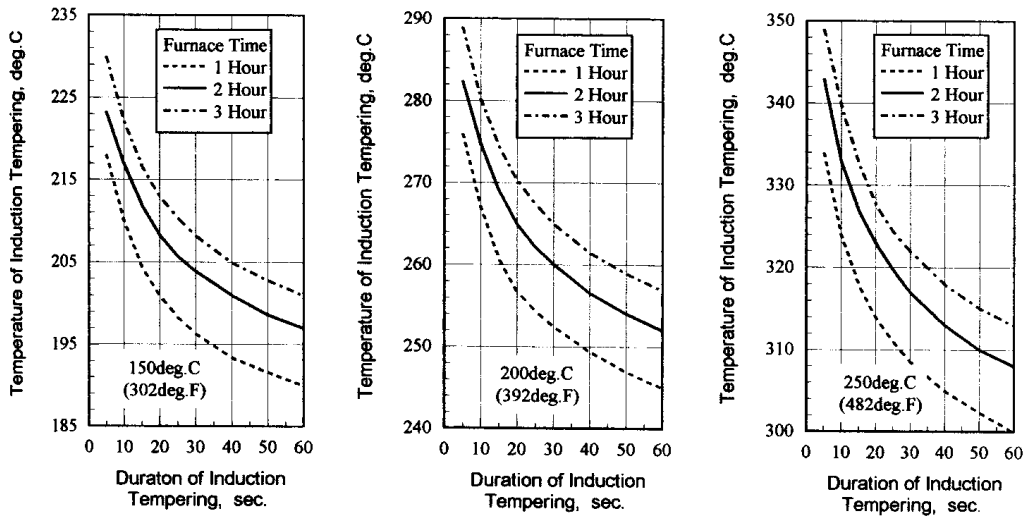 Temperature of Induction Tempering, deg.C
235
225
215
205
195
185
Furnace Time
1 Hour
2 Hour
3 Hour
150deg.C
(302deg.F)
0 10 20 30 40 50 60
Duraton of Induction
Tempering, sec.
Temperature of Induction Tempering, deg.C
290
280
270
260
250
240
Furnace Time
1 Hour
2 Hour
3 Hour
200deg.C
(392deg.F)
0 10 20 30 40 50 60
Duration of Induction
Tempering, sec.
Temperature of Induction Tempering, deg.C
350
340
330
320
310
300
Furnace Time
1 Hour
2 Hour
3 Hour
250deg.C
(482deg.F)
0 10 20 30 40 50 60
Duration of Induction
Tempering, sec.